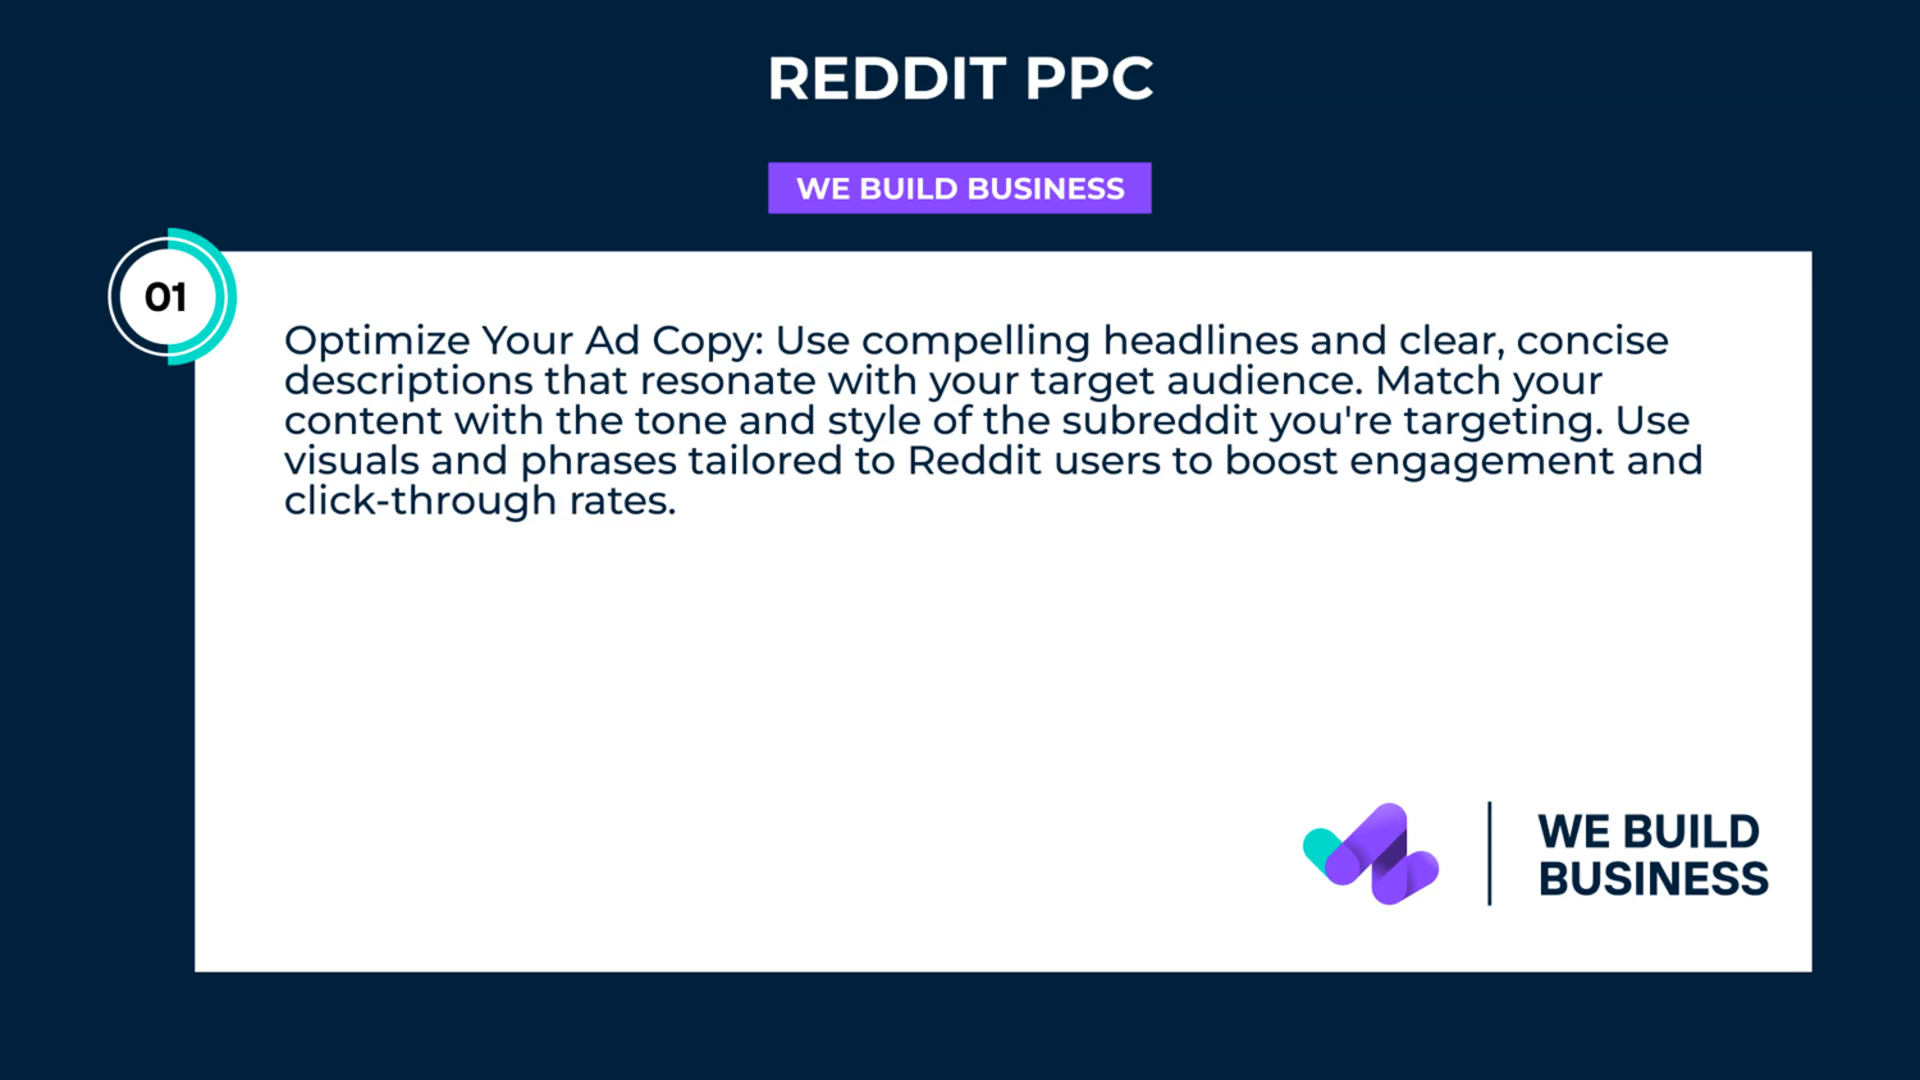 REDDIT PPC
WE BUILD BUSINESS
01
Optimize Your Ad Copy: Use compelling headlines and clear, concise
descriptions that resonate with your target audience. Match your
content with the tone and style of the subreddit you're targeting. Use
visuals and phrases tailored to Reddit users to boost engagement and
click-through rates.
WE BUILD
BUSINESS